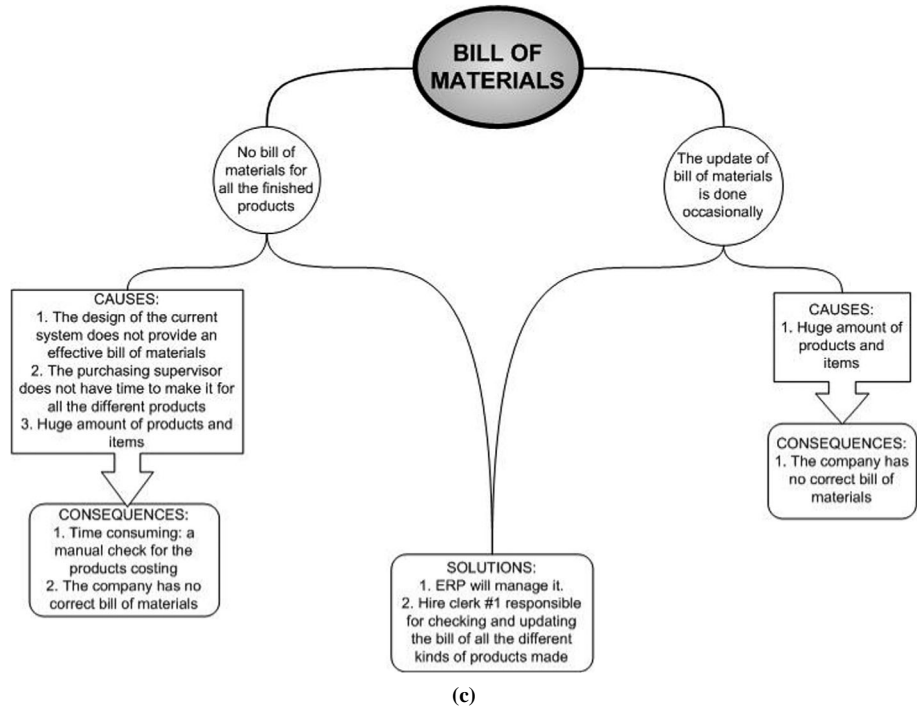 BILL OF
MATERIALS
No bill of
materials for
all the finished
products
The update of
bill of materials
is done
occasionally
CAUSES:
1. The design of the current
system does not provide an
effective bill of materials
2. The purchasing supervisor
does not have time to make it for
all the different products
3. Huge amount of products and
items
CONSEQUENCES:
1. Time consuming: a
manual check for the
products costing
2. The company has no
correct bill of materials
SOLUTIONS:
1. ERP will manage it.
2. Hire clerk #1 responsible
for checking and updating
the bill of all the different
kinds of products made
CAUSES:
1. Huge amount of
products and
items
CONSEQUENCES:
1. The company has
no correct bill of
materials
(c)